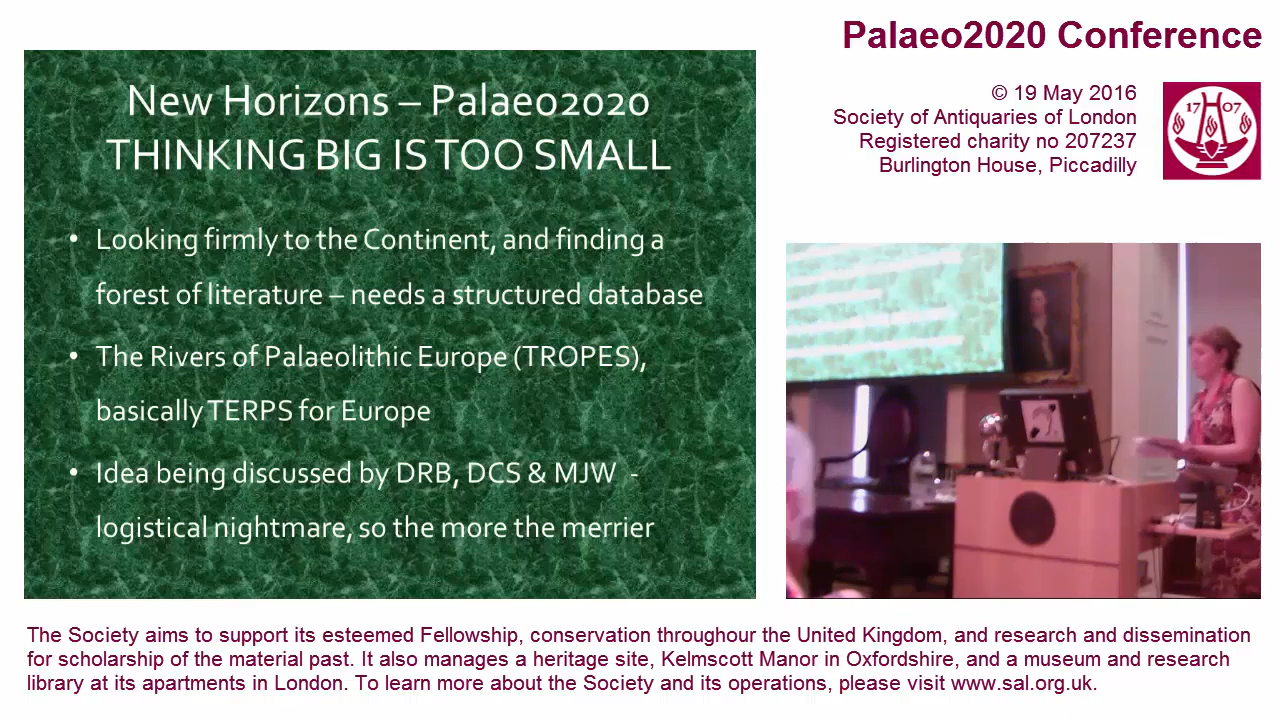 Palaeo2020 Conference
© 19 May 2016
Society of Antiquaries of London
Registered charity no 207237
Burlington House, Piccadilly
17 07
New Horizons – Palaeo2020
THINKING BIG IS TOO SMALL
• Looking firmly to the Continent, and finding a
forest of literature – needs a structured database
• The Rivers of Palaeolithic Europe (TROPES),
basically TERPS for Europe
• Idea being discussed by DRB, DCS & MJW -
logistical nightmare, so the more the merrier
The Society aims to support its esteemed Fellowship, conservation throughour the United Kingdom, and research and dissemination
for scholarship of the material past. It also manages a heritage site, Kelmscott Manor in Oxfordshire, and a museum and research
library at its apartments in London. To learn more about the Society and its operations, please visit www.sal.org.uk.